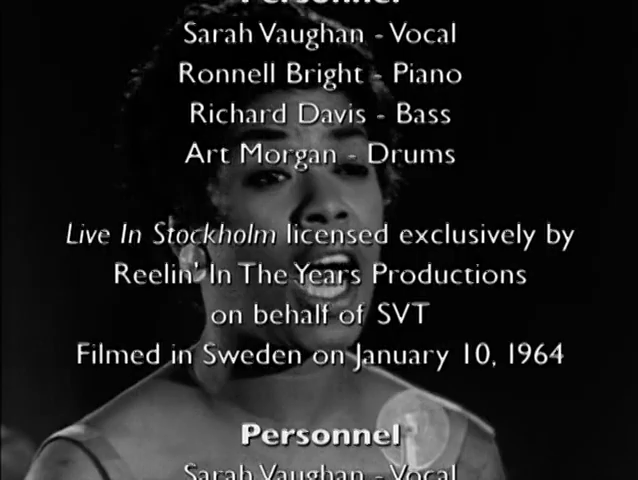 Personnel
Sarah Vaughan - Vocal
Ronnell Bright - Piano
Richard Davis - Bass
Art Morgan - Drums
Live In Stockholm licensed exclusively by
Reelin' In The Years Productions
on behalf of SVT
Filmed in Sweden on January 10, 1964
Personnel
Sarah Vaughan - Vocal